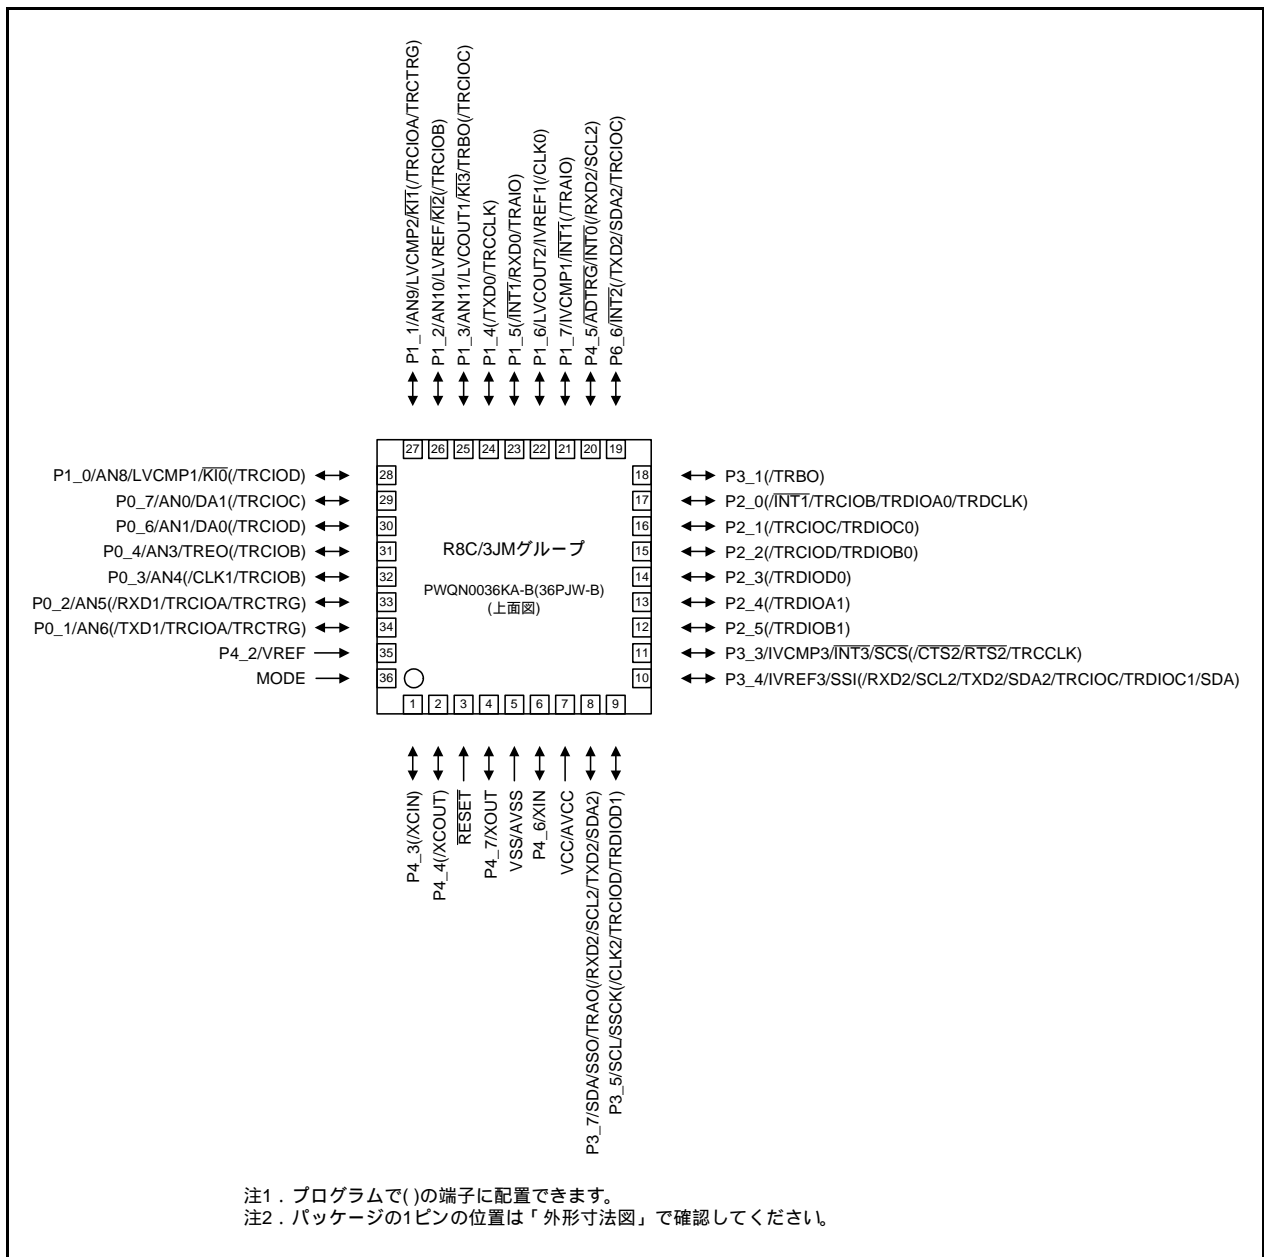 P1_1/AN9/LVCMP2/KI1(/TRCIOA/TRCTRG)
P1_2/AN10/LVREF/KI2(/TRCIOB)
P1_3/AN11/LVCOUT1/KI3/TRBO(/TRCIOC)
P1_4(/TXD0/TRCCLK)
P1_5(/INT1/RXD0/TRAIO)
P1_6/LVCOUT2/IVREF1(/CLK0)
P1_7/IVCMP1/INT1(/TRAIO)
P4_5/ADTRG/INT0(/RXD2/SCL2)
P6_6/INT2(/TXD2/SDA2/TRCIOC)
27 26 25 24 23 22 21 20 19
P1_0/AN8/LVCMP1/KI0(/TRCIOD) 28
P0_7/AN0/DA1(/TRCIOC) 29
P0_6/AN1/DA0(/TRCIOD) 30
P0_4/AN3/TREO(/TRCIOB) 31
P0_3/AN4(/CLK1/TRCIOB) 32
P0_2/AN5(/RXD1/TRCIOA/TRCTRG) 33
P0_1/AN6(/TXD1/TRCIOA/TRCTRG) 34
P4_2/VREF 35
MODE 36
R8C/3JMグループ
PWQN0036KA-B(36PJW-B)
(上面図)
18 P3_1(/TRBO)
17 P2_0(/INT1/TRCIOB/TRDIOA0/TRDCLK)
16 P2_1(/TRCIOC/TRDIOC0)
15 P2_2(/TRCIOD/TRDIOB0)
14 P2_3(/TRDIOD0)
13 P2_4(/TRDIOA1)
12 P2_5(/TRDIOB1)
11 P3_3/IVCMP3/INT3/SCS(/CTS2/RTS2/TRCCLK)
10 P3_4/IVREF3/SSI(/RXD2/SCL2/TXD2/SDA2/TRCIOC/TRDIOC1/SDA)
1 2 3 4 5 6 7 8 9
P4_3(/XCIN)
P4_4(/XCOUT)
RESET
P4_7/XOUT
VSS/AVSS
P4_6/XIN
VCC/AVCC
P3_7/SDA/SSO/TRAO(/RXD2/SCL2/TXD2/SDA2)
P3_5/SCL/SSCK(/CLK2/TRCIOD/TRDIOD1)
注1．プログラムで( )の端子に配置できます。
注2．パッケージの1ピンの位置は「外形寸法図」で確認してください。